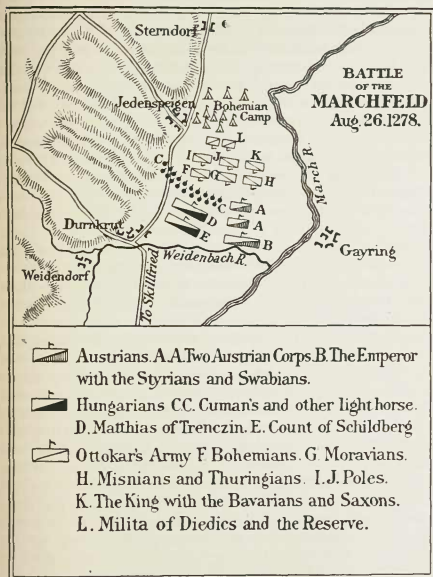 Sterndorf
BATTLE
OF THE
MARCHFELD
Aug. 26.1278.
Jedenspeigen
Bohemian
Camp
L
I
J
K
C
F
G
H
C
A
D
A
E
B
Durnkrut
March R.
Weidenbach R.
Gayring
Weidendorf
To Skillfried
Austrians. A.A. Two Austrian Corps. B. The Emperor
with the Styrians and Swabians.
Hungarians C.C. Cuman's and other light horse.
D. Matthias of Trenczin. E. Count of Schildberg
Ottokar's Army F Bohemians. G Moravians.
H. Misnians and Thuringians. I. J. Poles.
K. The King with the Bavarians and Saxons.
L. Milita of Diedics and the Reserve.